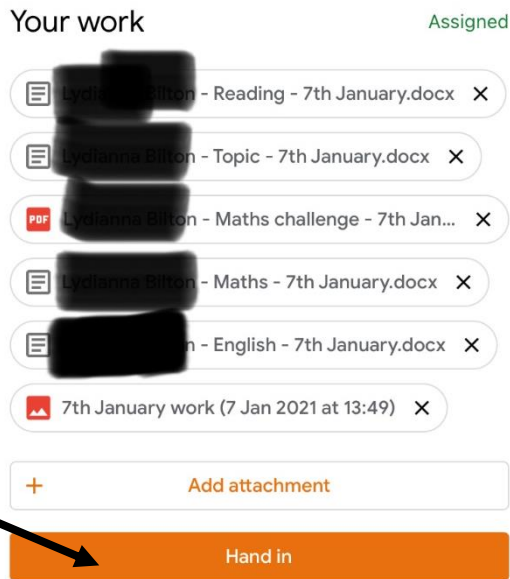 Your work
Assigned
- Reading - 7th January.docx ×
- Topic - 7th January.docx ×
PDF - Maths challenge - 7th Jan... ×
- Maths - 7th January.docx ×
- English - 7th January.docx ×
7th January work (7 Jan 2021 at 13:49) ×
+ Add attachment
Hand in